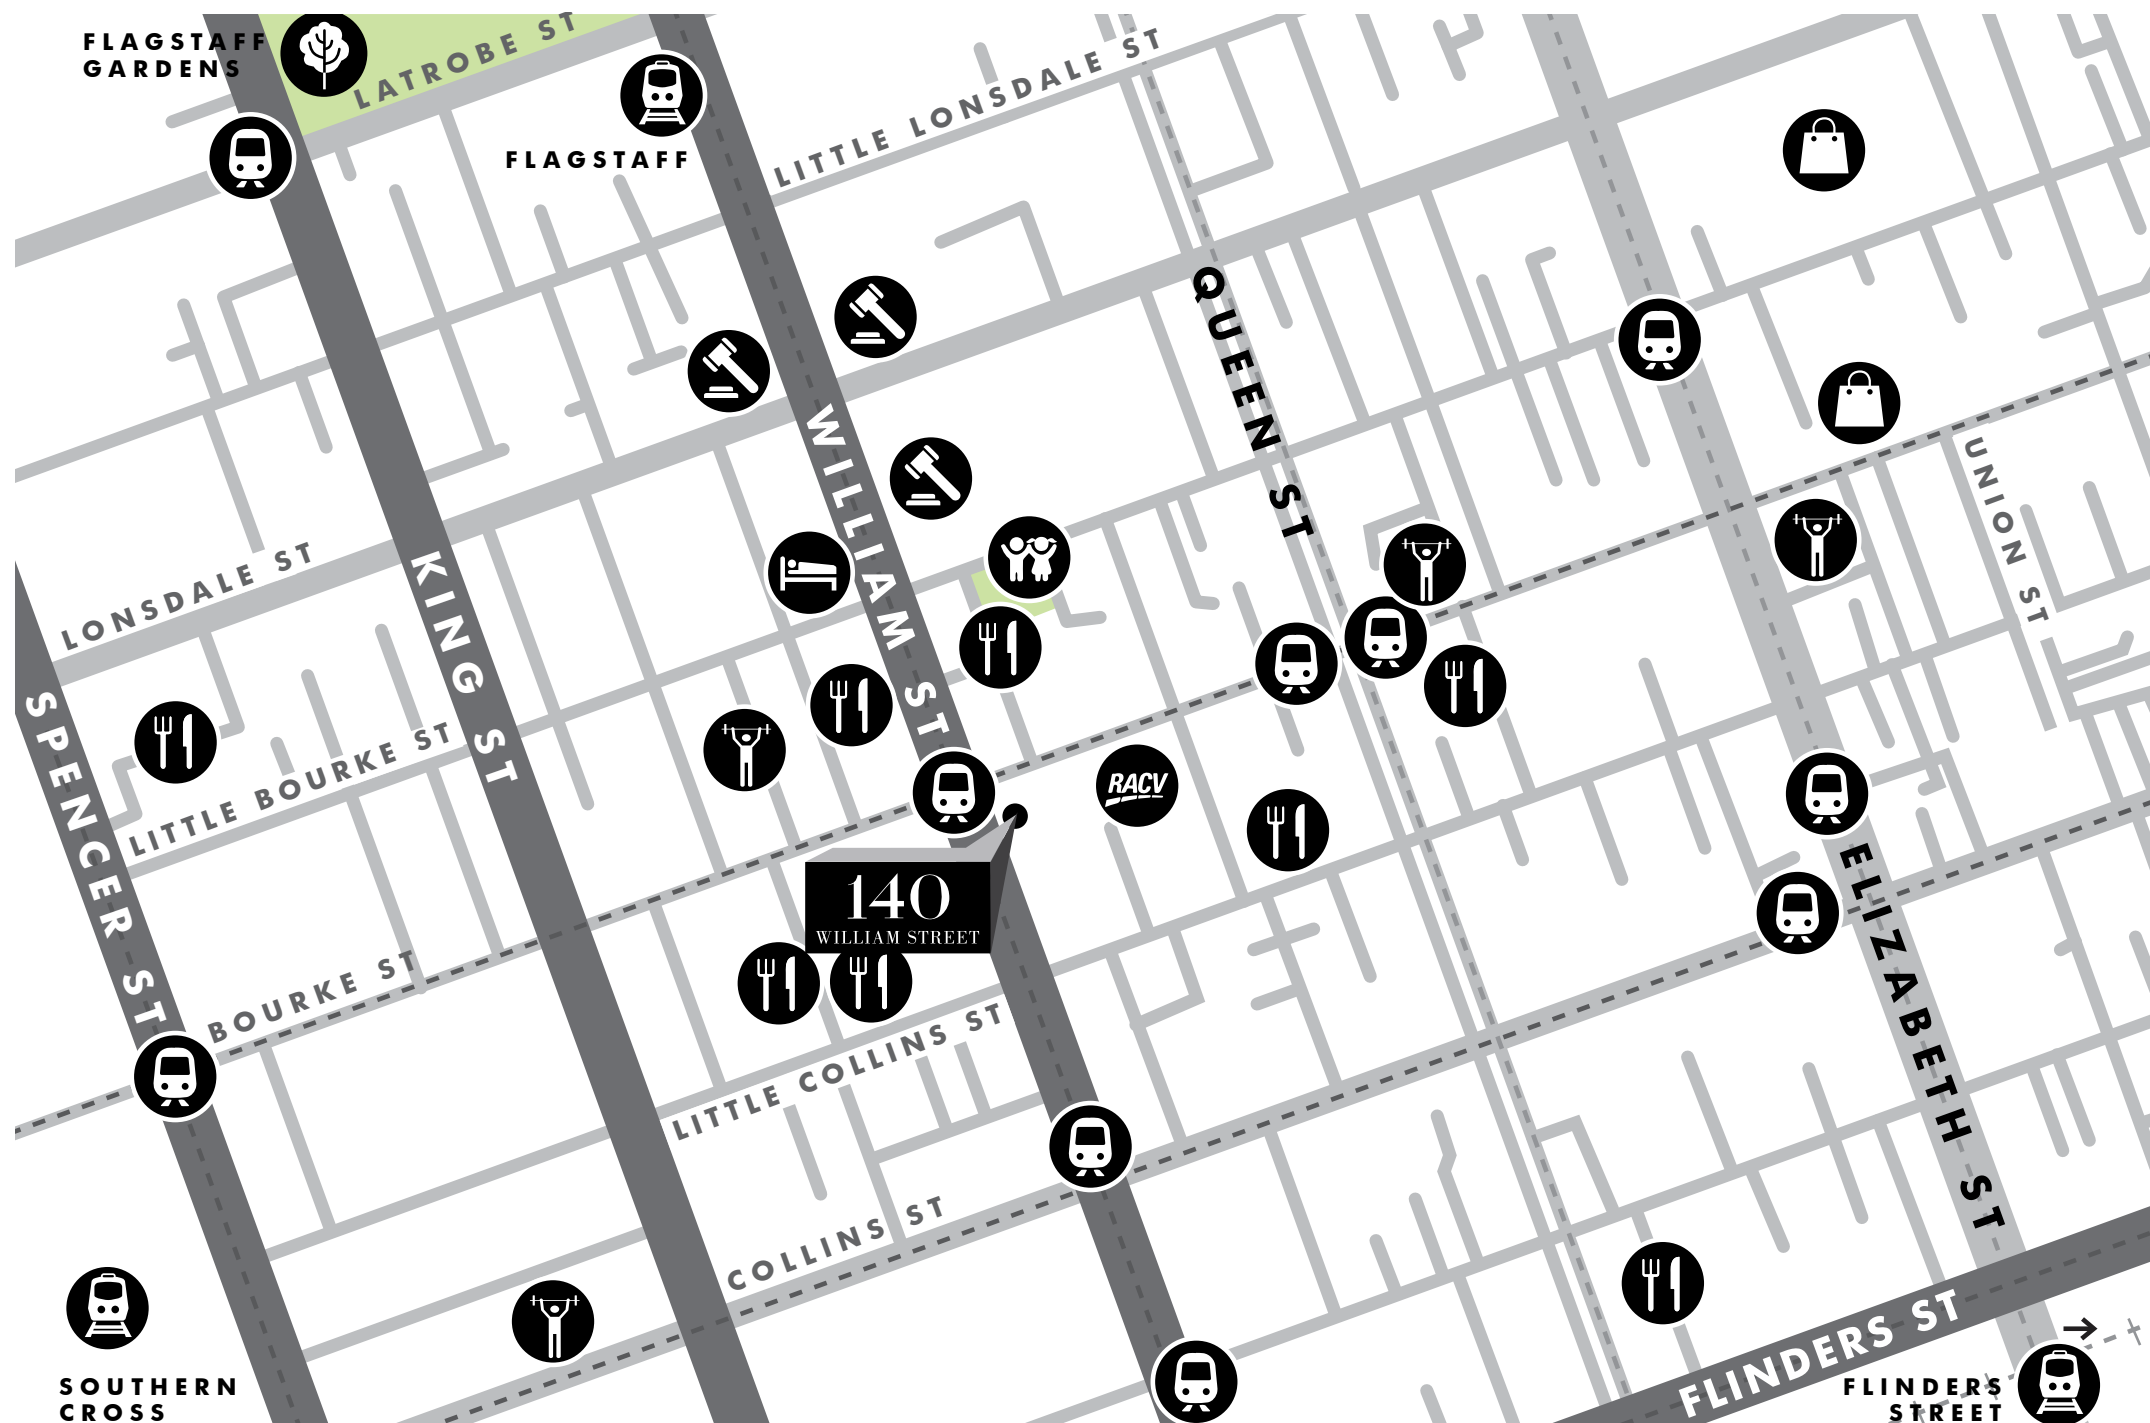 FLAGSTAFF
GARDENS
LATROBE ST
FLAGSTAFF
LITTLE LONSDALE ST
QUEEN ST
WILLIAM ST
UNION ST
LONSDALE ST
KING ST
SPENCER ST
LITTLE BOURKE ST
RACV
140
WILLIAM STREET
ELIZABETH ST
BOURKE ST
LITTLE COLLINS ST
COLLINS ST
FLINDERS ST
SOUTHERN
CROSS
FLINDERS
STREET